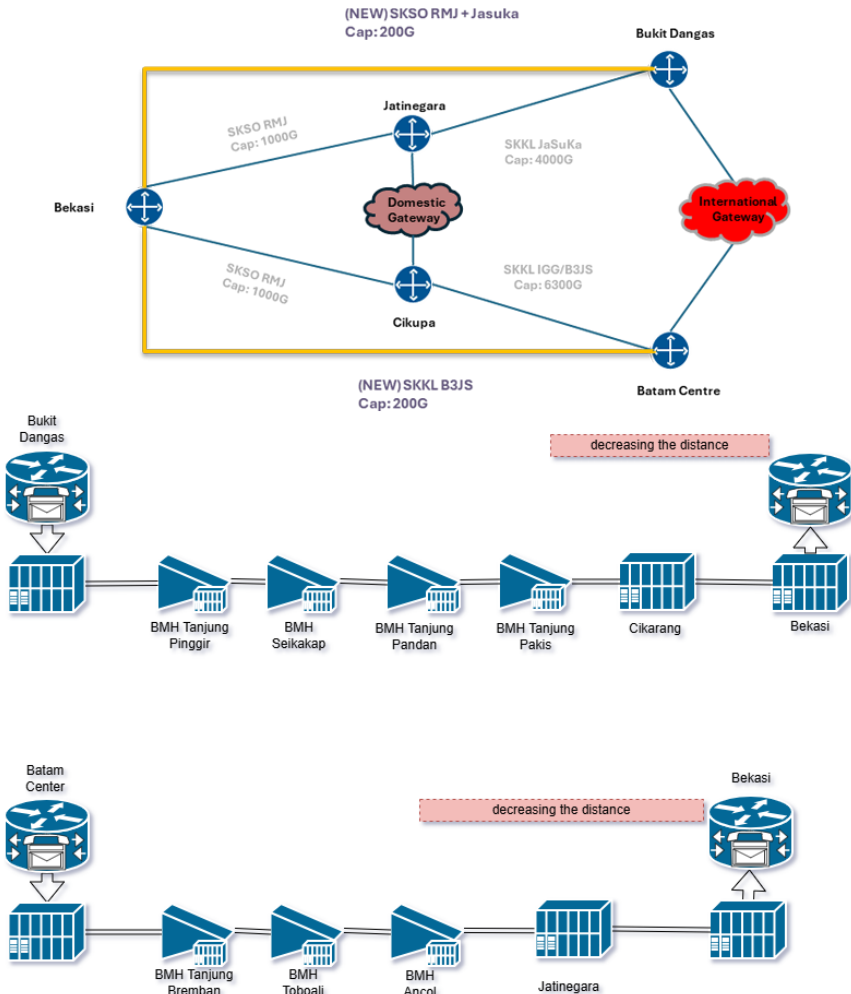 (NEW) SKSO RMJ + Jasuka
Cap: 200G
Bukit Dangas
Jatinegara
SKSO RMJ
Cap: 1000G
SKKL JaSuKa
Cap: 4000G
Bekasi
Domestic
Gateway
International
Gateway
SKSO RMJ
Cap: 1000G
SKKL IGG/B3JS
Cap: 6300G
Cikupa
(NEW) SKKL B3JS
Cap: 200G
Batam Centre
Bukit
Dangas
decreasing the distance
BMH Tanjung
Pinggir
BMH
Seikakap
BMH Tanjung
Pandan
BMH Tanjung
Pakis
Cikarang
Bekasi
Batam
Center
Bekasi
decreasing the distance
BMH Tanjung
Bremban
BMH
Toboali
BMH
Ancol
Jatinegara